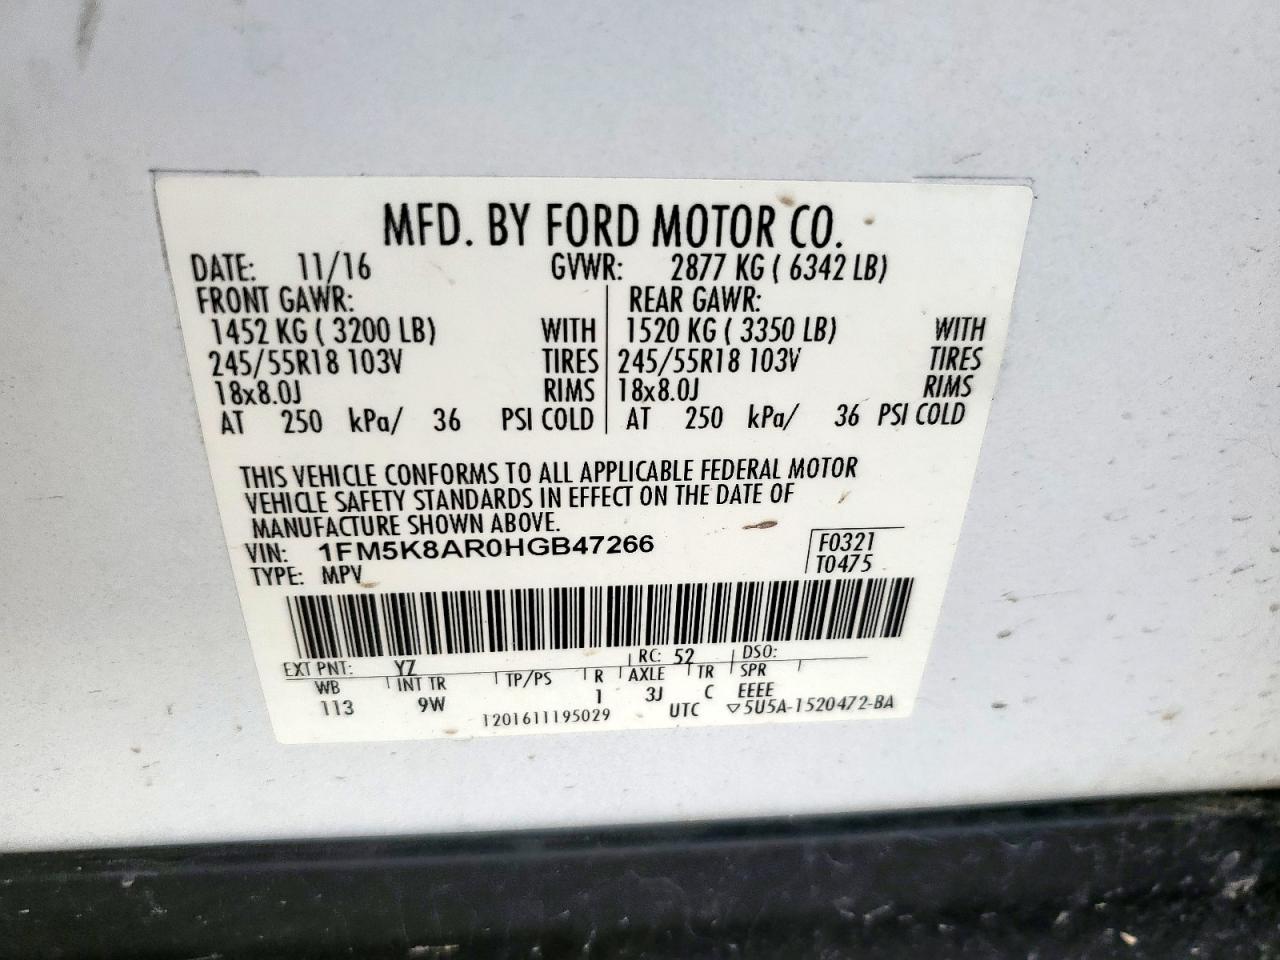 MFD. BY FORD MOTOR CO.
DATE: 11/16 GVWR: 2877 KG ( 6342 LB)
FRONT GAWR: REAR GAWR:
1452 KG ( 3200 LB) WITH 1520 KG ( 3350 LB) WITH
245/55R18 103V TIRES 245/55R18 103V TIRES
18x8.0J RIMS 18x8.0J RIMS
AT 250 kPa/ 36 PSI COLD AT 250 kPa/ 36 PSI COLD
THIS VEHICLE CONFORMS TO ALL APPLICABLE FEDERAL MOTOR
VEHICLE SAFETY STANDARDS IN EFFECT ON THE DATE OF
MANUFACTURE SHOWN ABOVE.
VIN: 1FM5K8AR0HGB47266 F0321
TYPE: MPV T0475
EXT PNT: YZ RC: 52 DSO:
WB INT TR TP/PS R AXLE TR SPR
113 9W 1 3J C EEEE
1201611195029 UTC ▽5U5A-1520472-BA